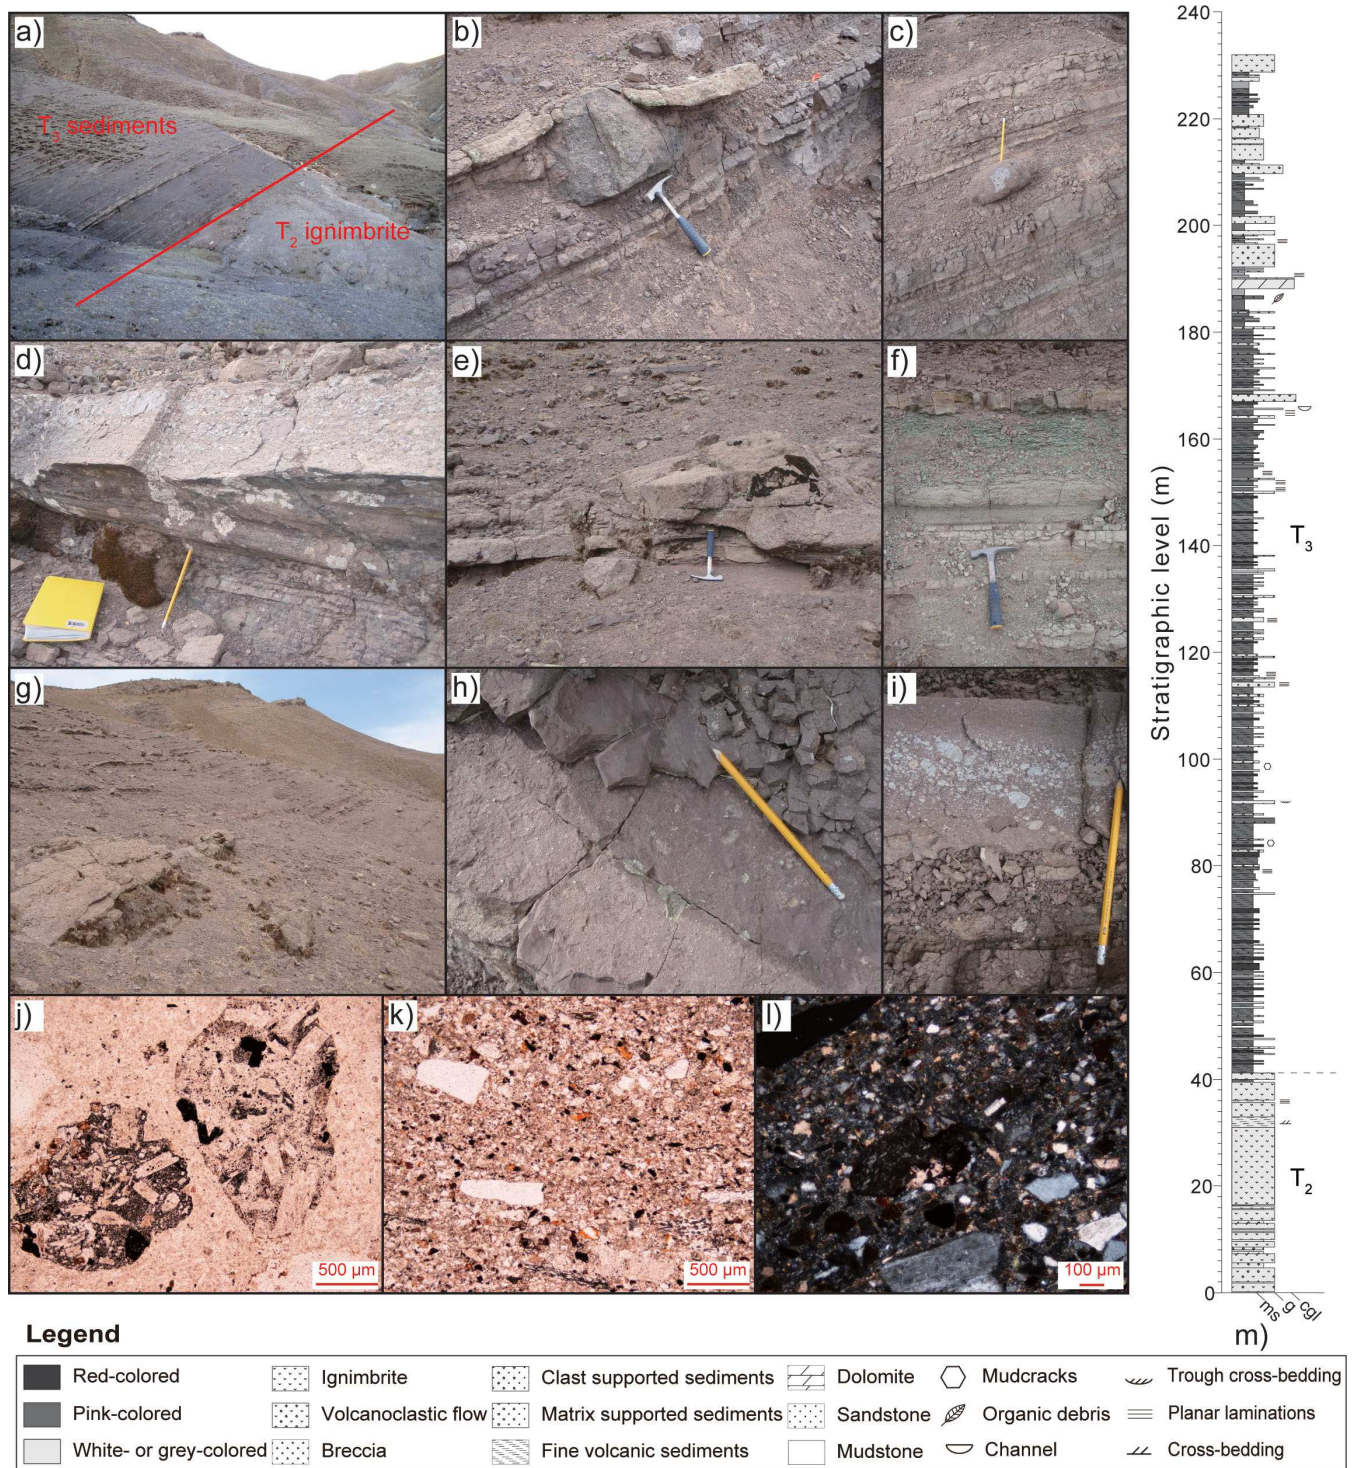 a)
T3 sediments
T2 ignimbrite
b)
c)
d)
e)
f)
g)
h)
i)
j)
500 µm
k)
500 µm
l)
100 µm
240
220
200
180
160
140
120
100
80
60
40
20
0
Stratigraphic level (m)
T3
T2
ms
g
cgl
m)
Legend
Red-colored
Ignimbrite
Clast supported sediments
Dolomite
Mudcracks
Trough cross-bedding
Pink-colored
Volcanoclastic flow
Matrix supported sediments
Sandstone
Organic debris
Planar laminations
White- or grey-colored
Breccia
Fine volcanic sediments
Mudstone
Channel
Cross-bedding